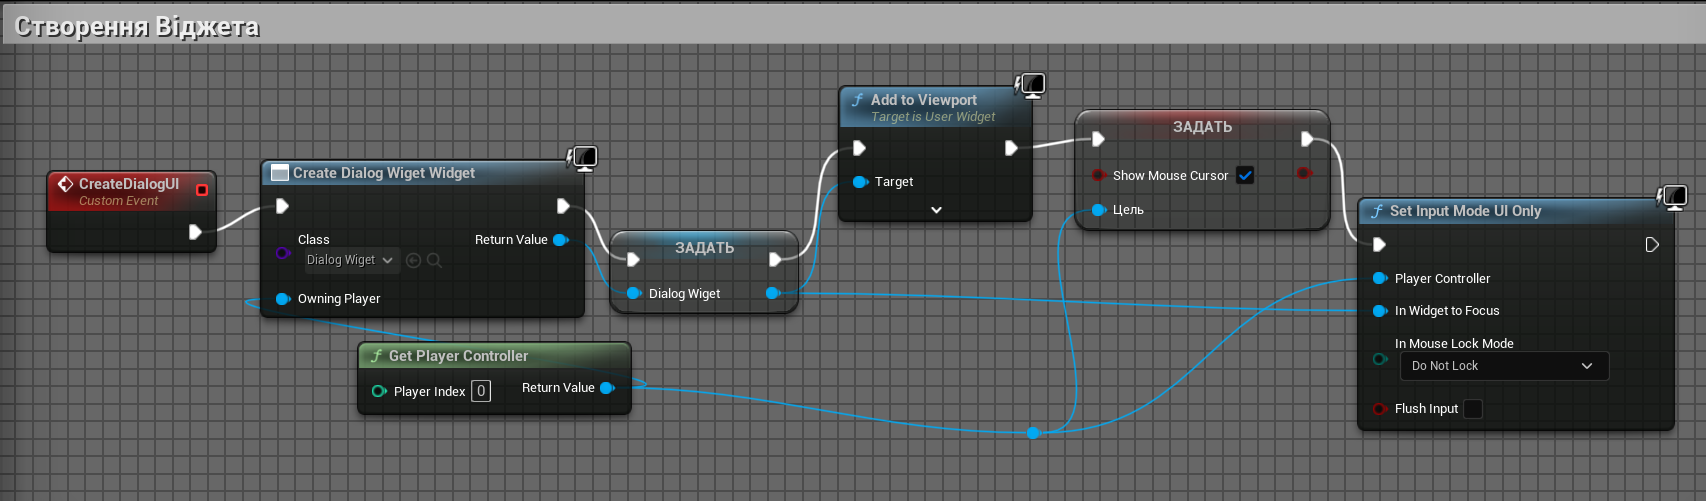 Створення Віджета
CreateDialogUI
Custom Event
Create Dialog Wiget Widget
Class
Dialog Wiget
Return Value
Owning Player
Get Player Controller
Player Index 0
Return Value
ЗАДАТЬ
Dialog Wiget
Add to Viewport
Target is User Widget
Target
ЗАДАТЬ
Show Mouse Cursor
Цель
Set Input Mode UI Only
Player Controller
In Widget to Focus
In Mouse Lock Mode
Do Not Lock
Flush Input